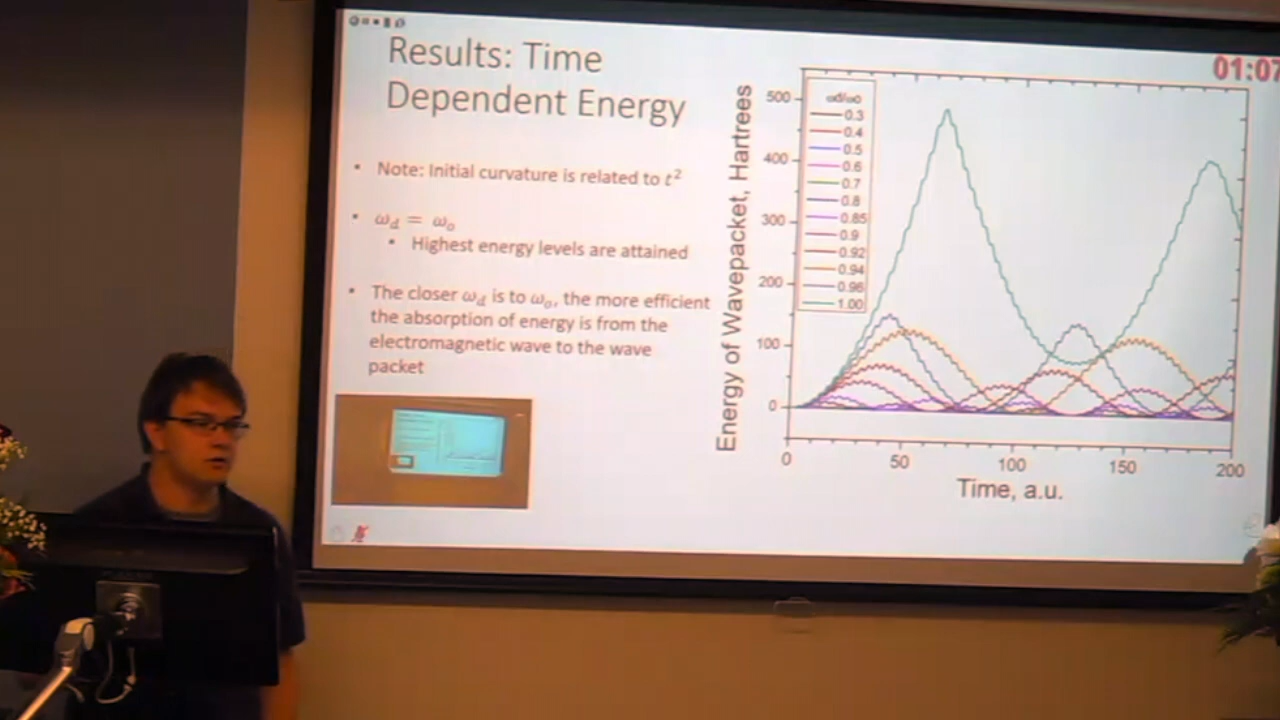 Results: Time
Dependent Energy
• Note: Initial curvature is related to t²
• ω_d = ω_o
• Highest energy levels are attained
• The closer ω_d is to ω_o, the more efficient
the absorption of energy is from the
electromagnetic wave to the wave
packet
01:07
Energy of Wavepacket, Hartrees
500
400
300
200
100
0
ωd/ωo
0.3
0.4
0.5
0.6
0.7
0.8
0.85
0.9
0.92
0.94
0.96
1.00
0
50
100
150
200
Time, a.u.